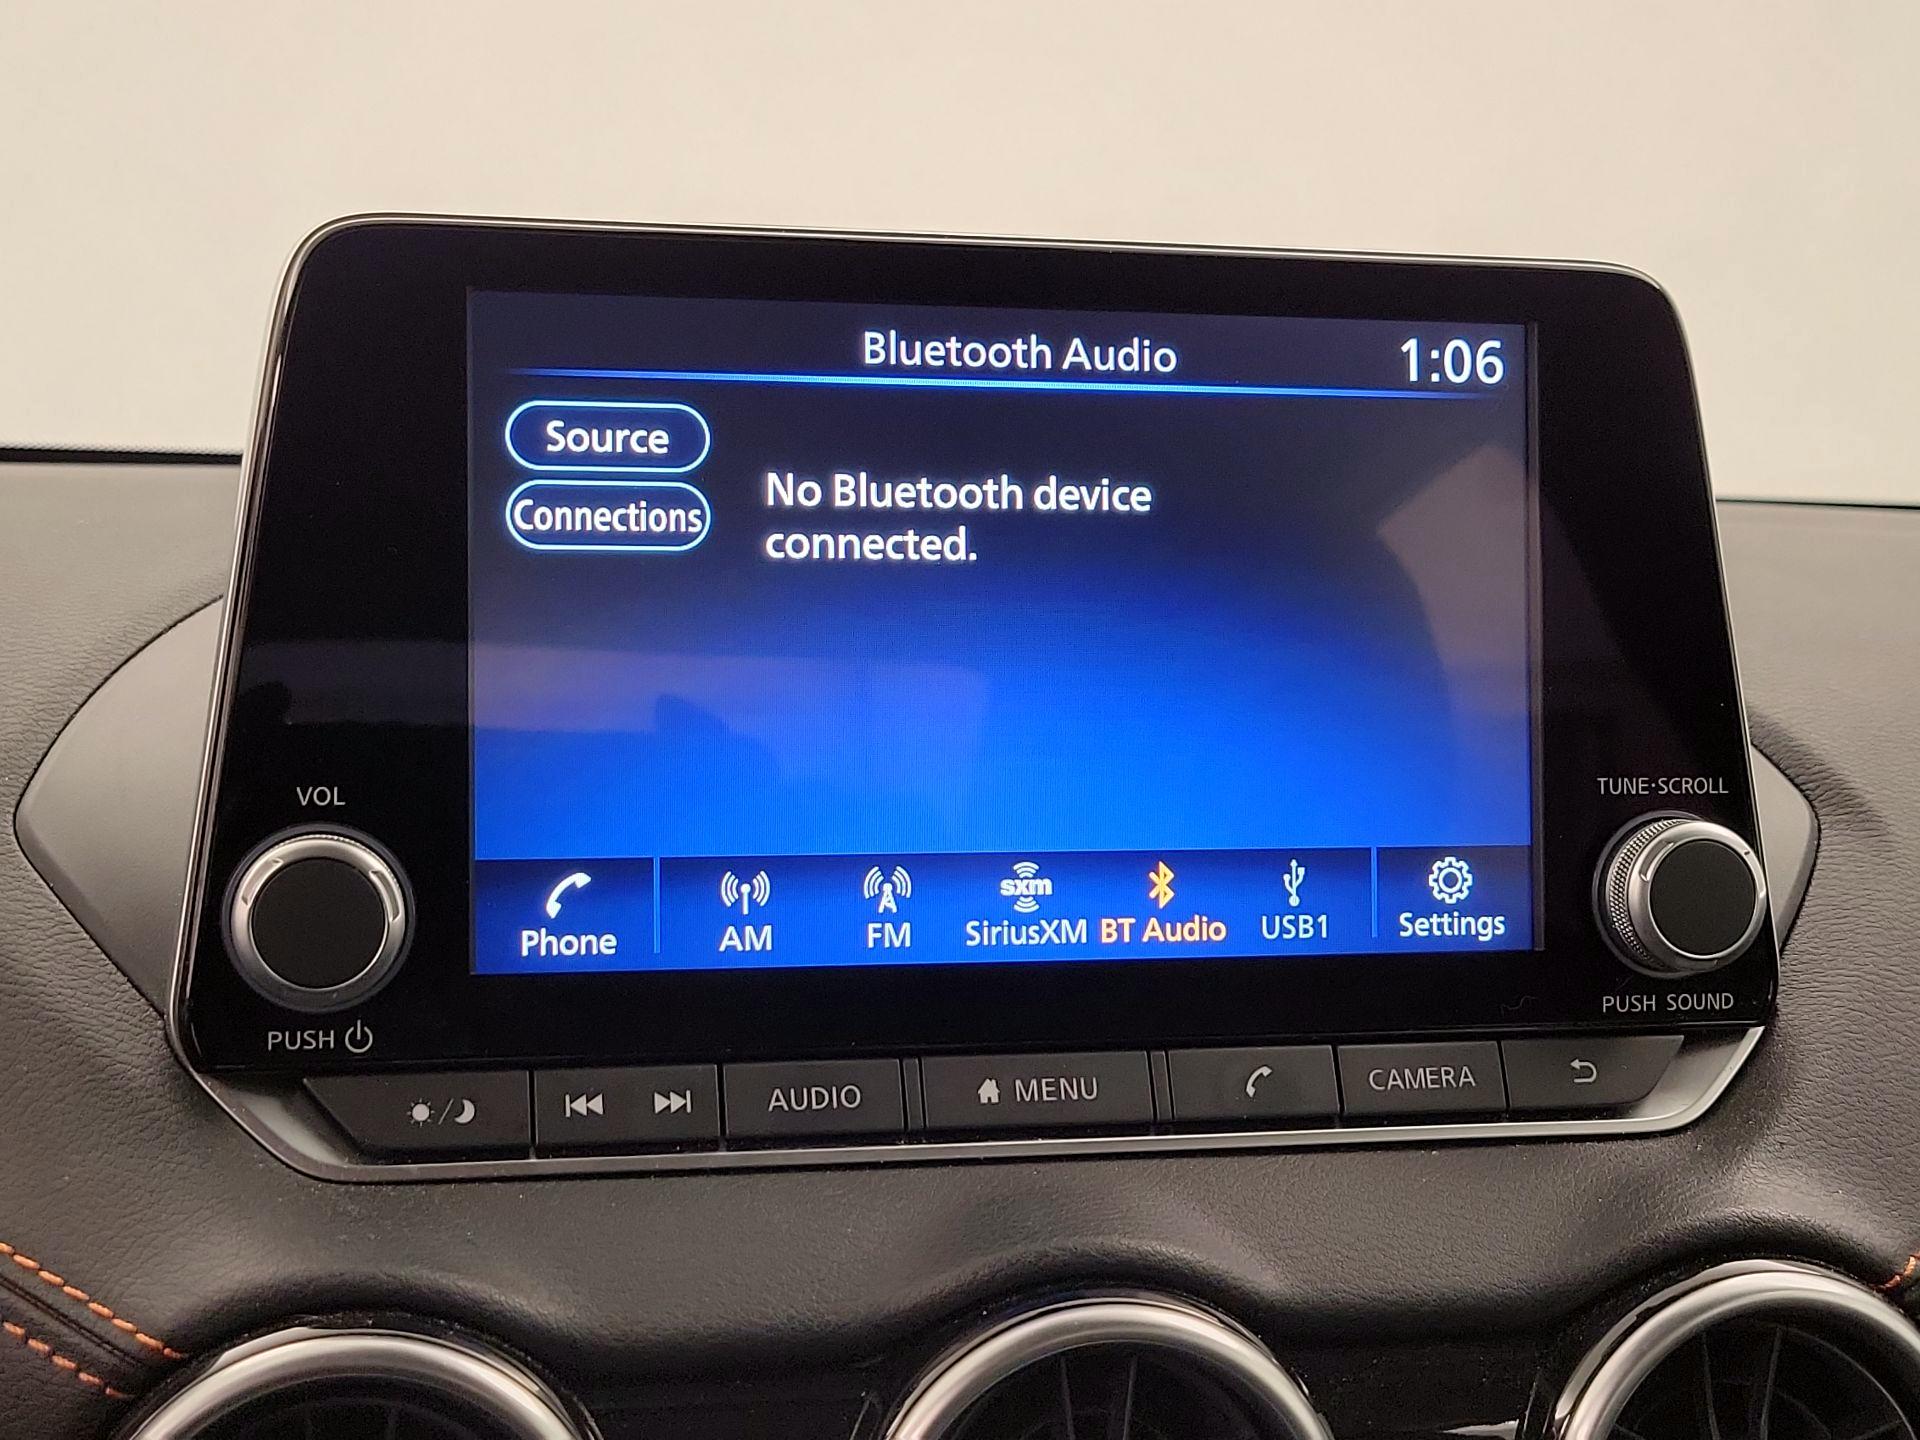 Bluetooth Audio 1:06
Source
Connections
No Bluetooth device
connected.
VOL
TUNE·SCROLL
sxm
Phone AM FM SiriusXM BT Audio USB1 Settings
PUSH
PUSH SOUND
AUDIO MENU CAMERA